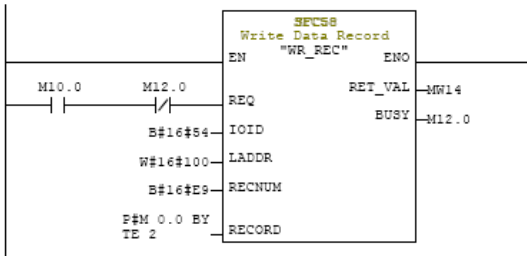 SFC58
Write Data Record
"WR_REC"
EN
ENO
M10.0
M12.0
REQ
RET_VAL
MW14
BUSY
M12.0
B#16#54
IOID
W#16#100
LADDR
B#16#E9
RECNUM
P#M 0.0 BY
TE 2
RECORD